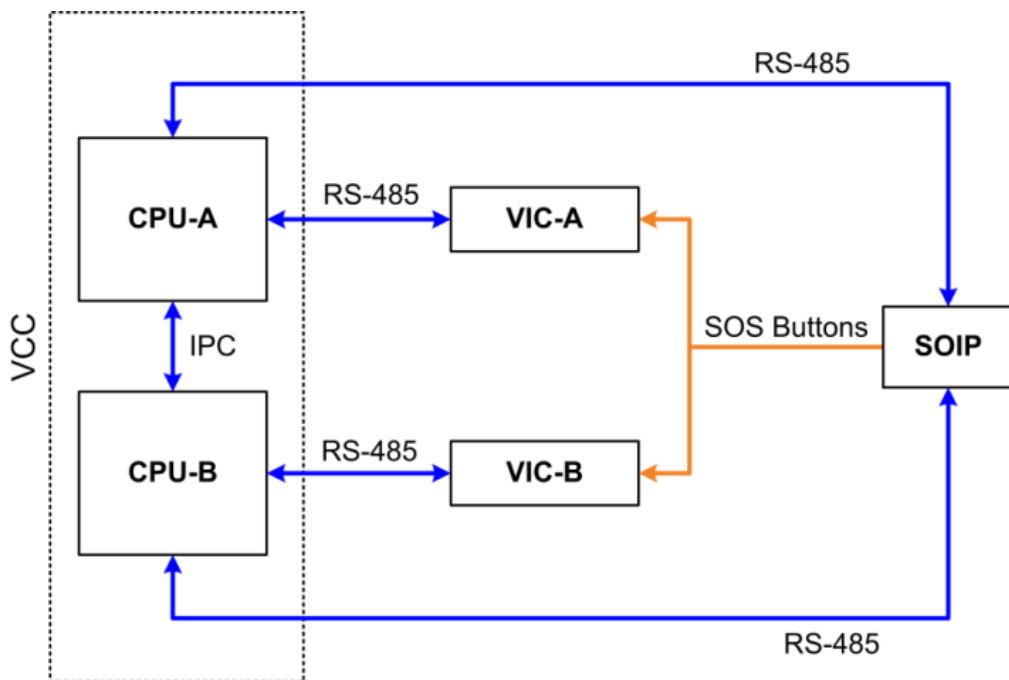 RS-485
CPU-A
RS-485
VIC-A
VCC
IPC
SOS Buttons
SOIP
CPU-B
RS-485
VIC-B
RS-485